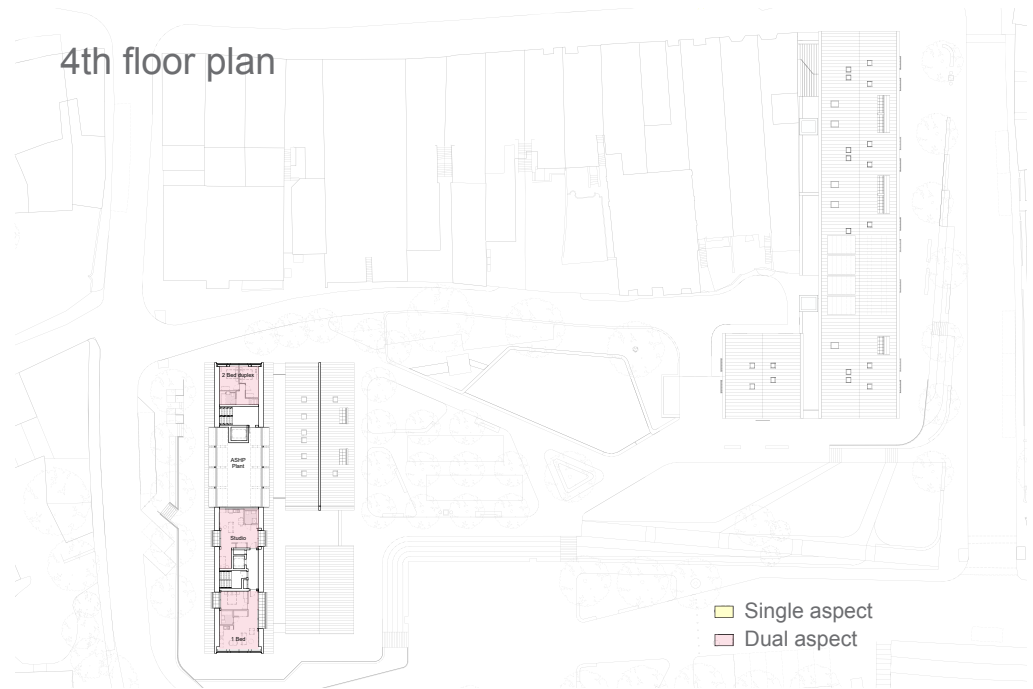 4th floor plan
2 Bed duplex
ASHP
Plant
Studio
1 Bed
Single aspect
Dual aspect